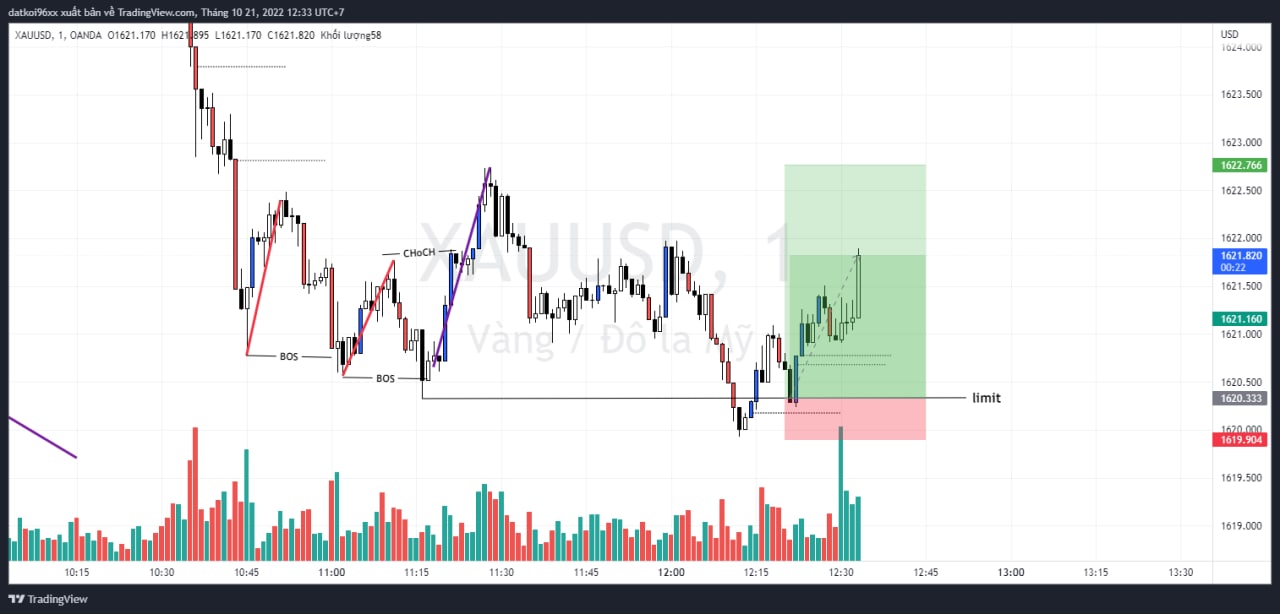 datkoi96xx xuất bản về TradingView.com, Tháng 10 21, 2022 12:33 UTC+7
XAUUSD, 1, OANDA O1621.170 H1621.895 L1621.170 C1621.820 Khối lượng58
USD
1624.000
1623.500
1623.000
1622.766
1622.500
1622.000
1621.820
00:22
1621.500
1621.160
1621.000
1620.500
1620.333
1620.000
1619.904
1619.500
1619.000
XAUUSD, 1
Vàng / Đô la Mỹ
CHoCH
BOS
BOS
limit
10:15 10:30 10:45 11:00 11:15 11:30 11:45 12:00 12:15 12:30 12:45 13:00 13:15 13:30
TradingView